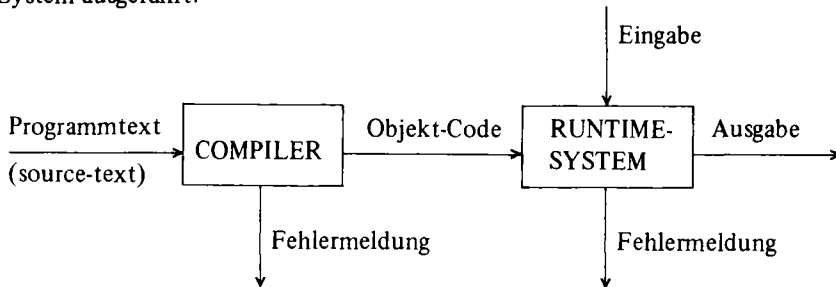 System ausgeführt.
Eingabe
Programmtext
(source-text)
COMPILER
Objekt-Code
RUNTIME-
SYSTEM
Ausgabe
Fehlermeldung
Fehlermeldung